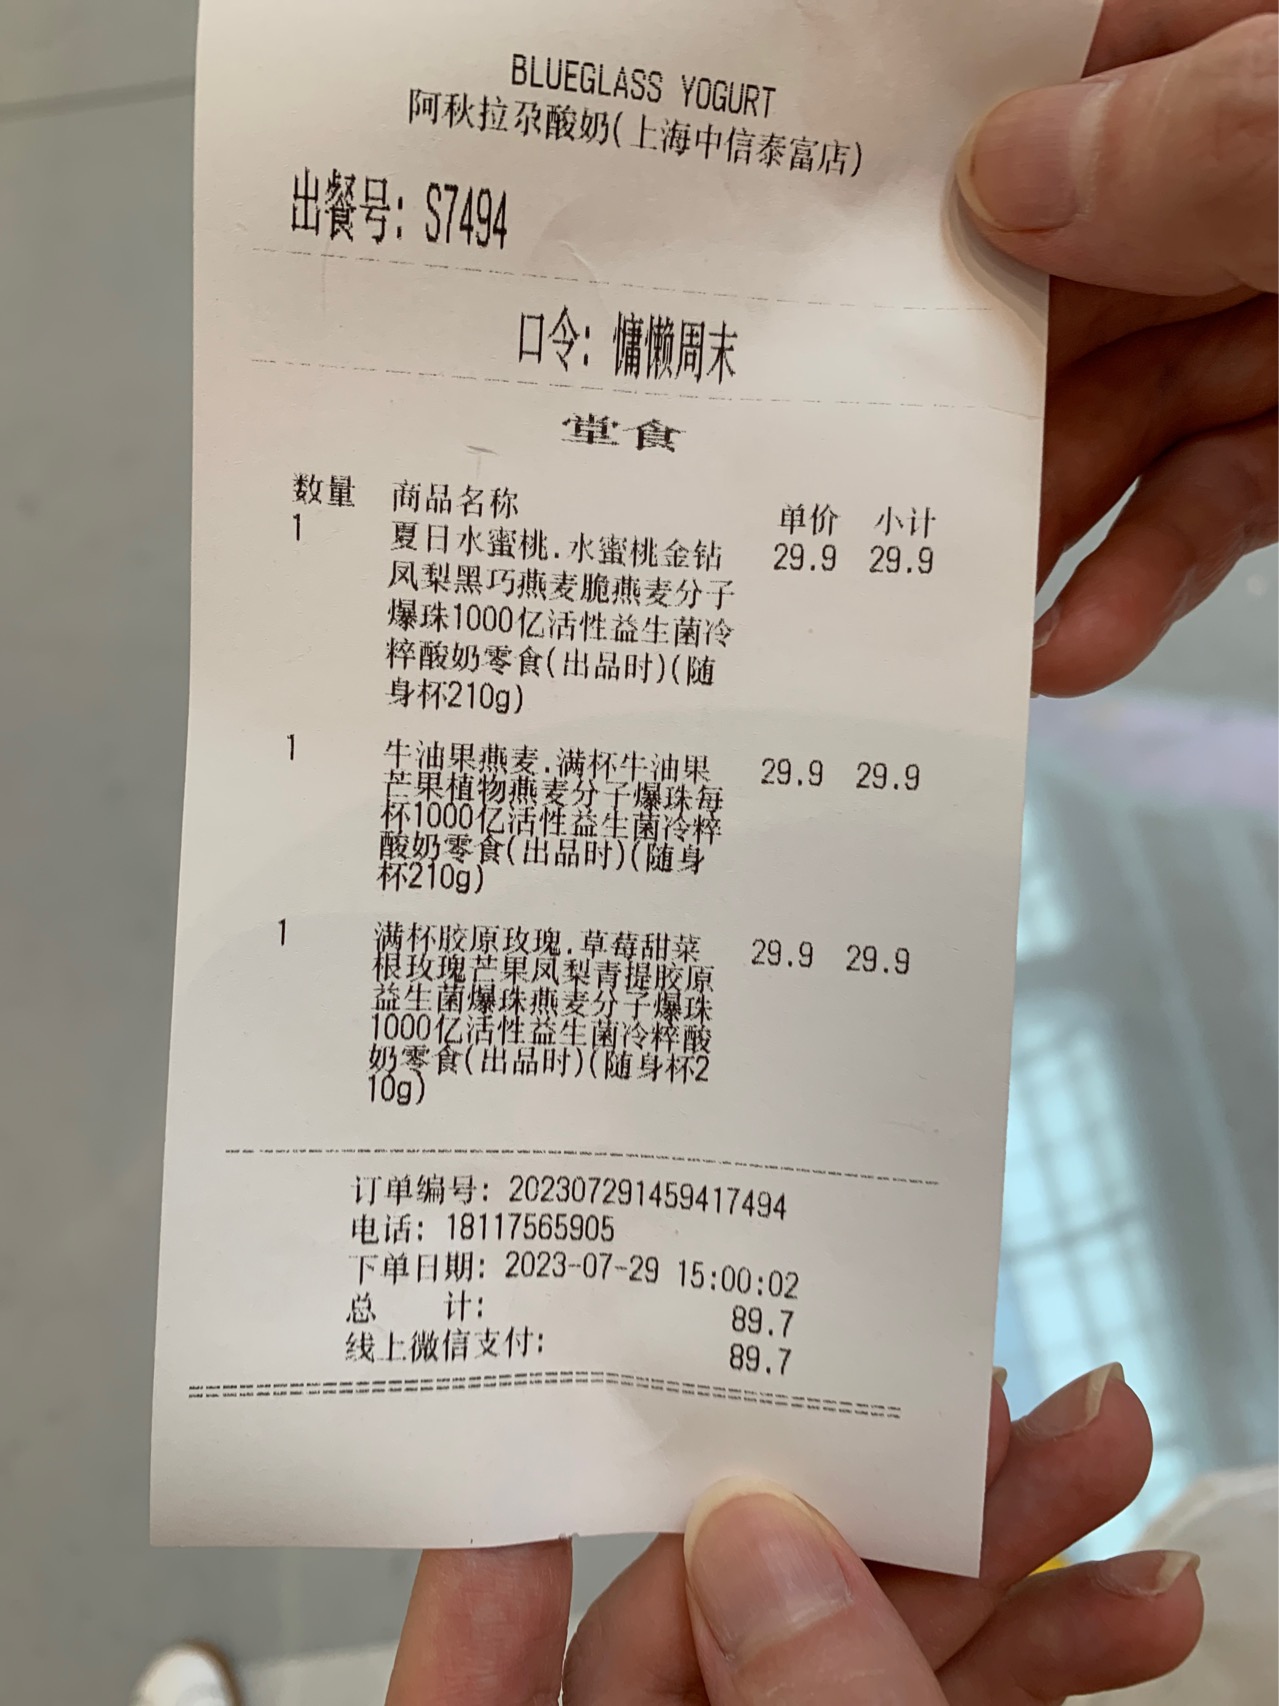 BLUEGLASS YOGURT
阿秋拉尕酸奶(上海中信泰富店)
出餐号: S7494
口令: 慵懒周末
堂食
数量 商品名称 单价 小计
1 夏日水蜜桃.水蜜桃金钻 29.9 29.9
凤梨黑巧燕麦脆燕麦分子
爆珠1000亿活性益生菌冷
粹酸奶零食(出品时)(随
身杯210g)
1 牛油果燕麦.满杯牛油果 29.9 29.9
芒果植物燕麦分子爆珠每
杯1000亿活性益生菌冷粹
酸奶零食(出品时)(随身
杯210g)
1 满杯胶原玫瑰.草莓甜菜 29.9 29.9
根玫瑰芒果凤梨青提胶原
益生菌爆珠燕麦分子爆珠
1000亿活性益生菌冷粹酸
奶零食(出品时)(随身杯2
10g)
订单编号: 202307291459417494
电话: 18117565905
下单日期: 2023-07-29 15:00:02
总 计: 89.7
线上微信支付: 89.7